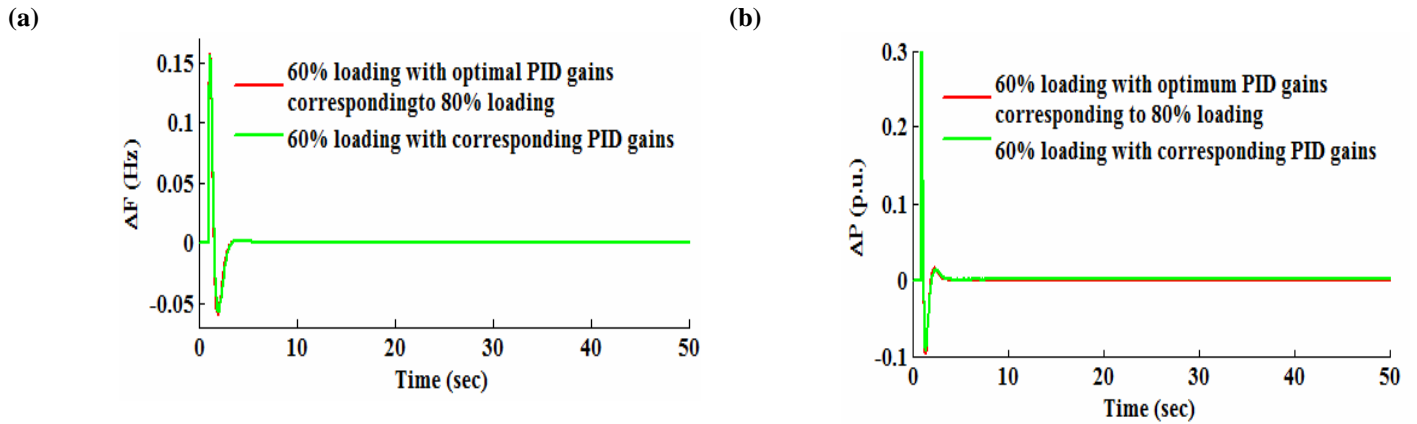 (a)
0.15
0.1
0.05
0
-0.05
ΔF (Hz)
60% loading with optimal PID gains
correspondingto 80% loading
60% loading with corresponding PID gains
0 10 20 30 40 50
Time (sec)
(b)
0.3
0.2
0.1
0
-0.1
ΔP (p.u.)
60% loading with optimum PID gains
corresponding to 80% loading
60% loading with corresponding PID gains
0 10 20 30 40 50
Time (sec)